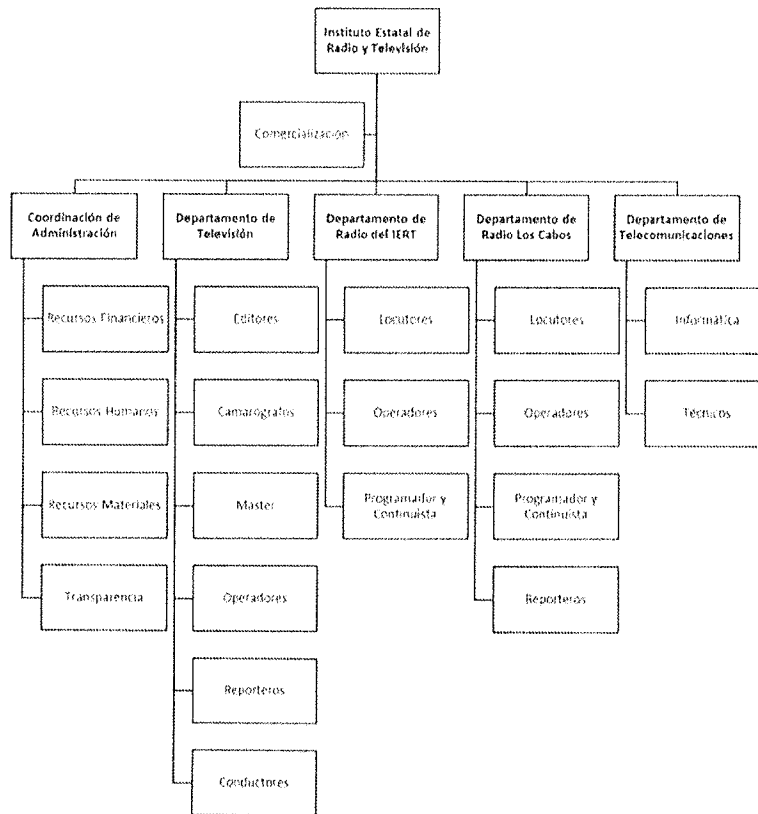 Instituto Estatal de
Radio y Televisión
Comercialización
Coordinación de
Administración
Departamento de
Televisión
Departamento de
Radio del IERT
Departamento de
Radio Los Cabos
Departamento de
Telecomunicaciones
Recursos Financieros
Editores
Locutores
Locutores
Informática
Recursos Humanos
Camarógrafos
Operadores
Operadores
Técnicos
Recursos Materiales
Master
Programador y
Continuista
Programador y
Continuista
Transparencia
Operadores
Reporteros
Reporteros
Conductores